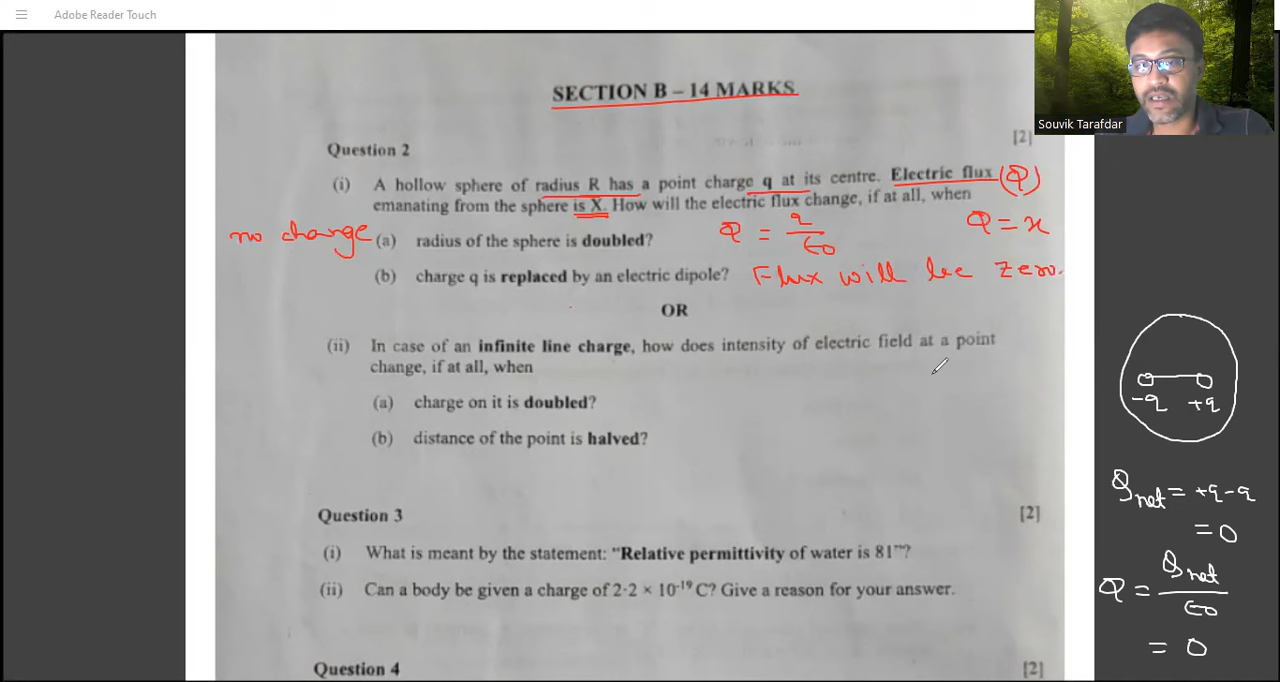 Adobe Reader Touch
Souvik Tarafdar
SECTION B – 14 MARKS
Question 2
[2]
(i) A hollow sphere of radius R has a point charge q at its centre. Electric flux (φ)
emanating from the sphere is X. How will the electric flux change, if at all, when
no change (a) radius of the sphere is doubled? φ = q/ε0 φ = x
(b) charge q is replaced by an electric dipole? Flux will be zero.
OR
(ii) In case of an infinite line charge, how does intensity of electric field at a point
change, if at all, when
(a) charge on it is doubled?
(b) distance of the point is halved?
Question 3 [2]
(i) What is meant by the statement: "Relative permittivity of water is 81"?
(ii) Can a body be given a charge of 2·2 × 10⁻¹⁹ C? Give a reason for your answer.
Question 4 [2]
-q +q
qnet = +q-q
= 0
φ = qnet/ε0
= 0